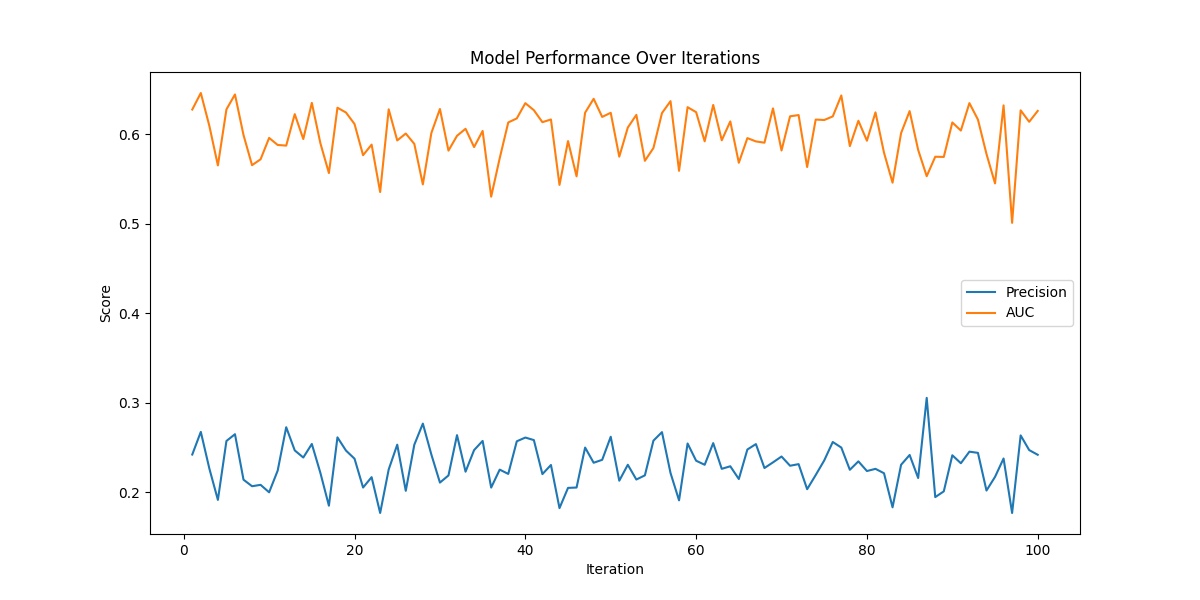 Model Performance Over Iterations
0.6
0.5
0.4
0.3
0.2
Score
Precision
AUC
0 20 40 60 80 100
Iteration